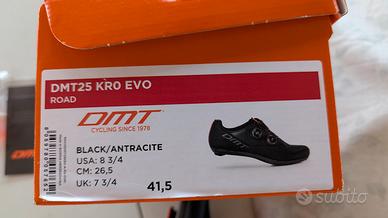 DMT25 KR0 EVO
ROAD
DMT
CYCLING SINCE 1978
BLACK/ANTRACITE
USA: 8 3/4
CM: 26,5
UK: 7 3/4
41,5
subito